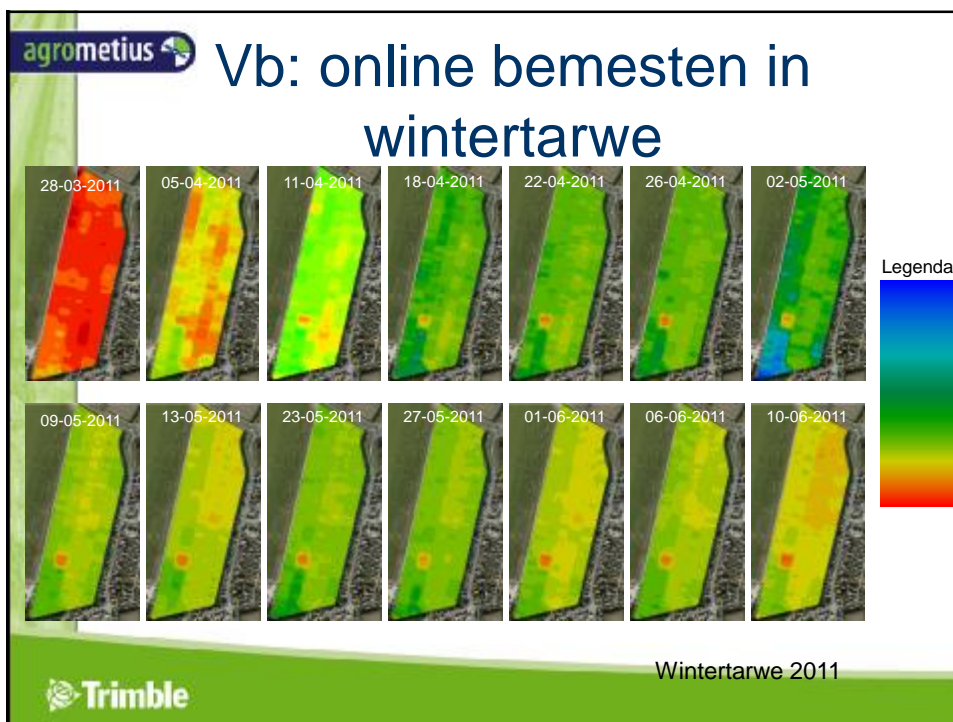 agrometius
Vb: online bemesten in
wintertarwe
28-03-2011 05-04-2011 11-04-2011 18-04-2011 22-04-2011 26-04-2011 02-05-2011
Legenda
09-05-2011 13-05-2011 23-05-2011 27-05-2011 01-06-2011 06-06-2011 10-06-2011
Wintertarwe 2011
Trimble